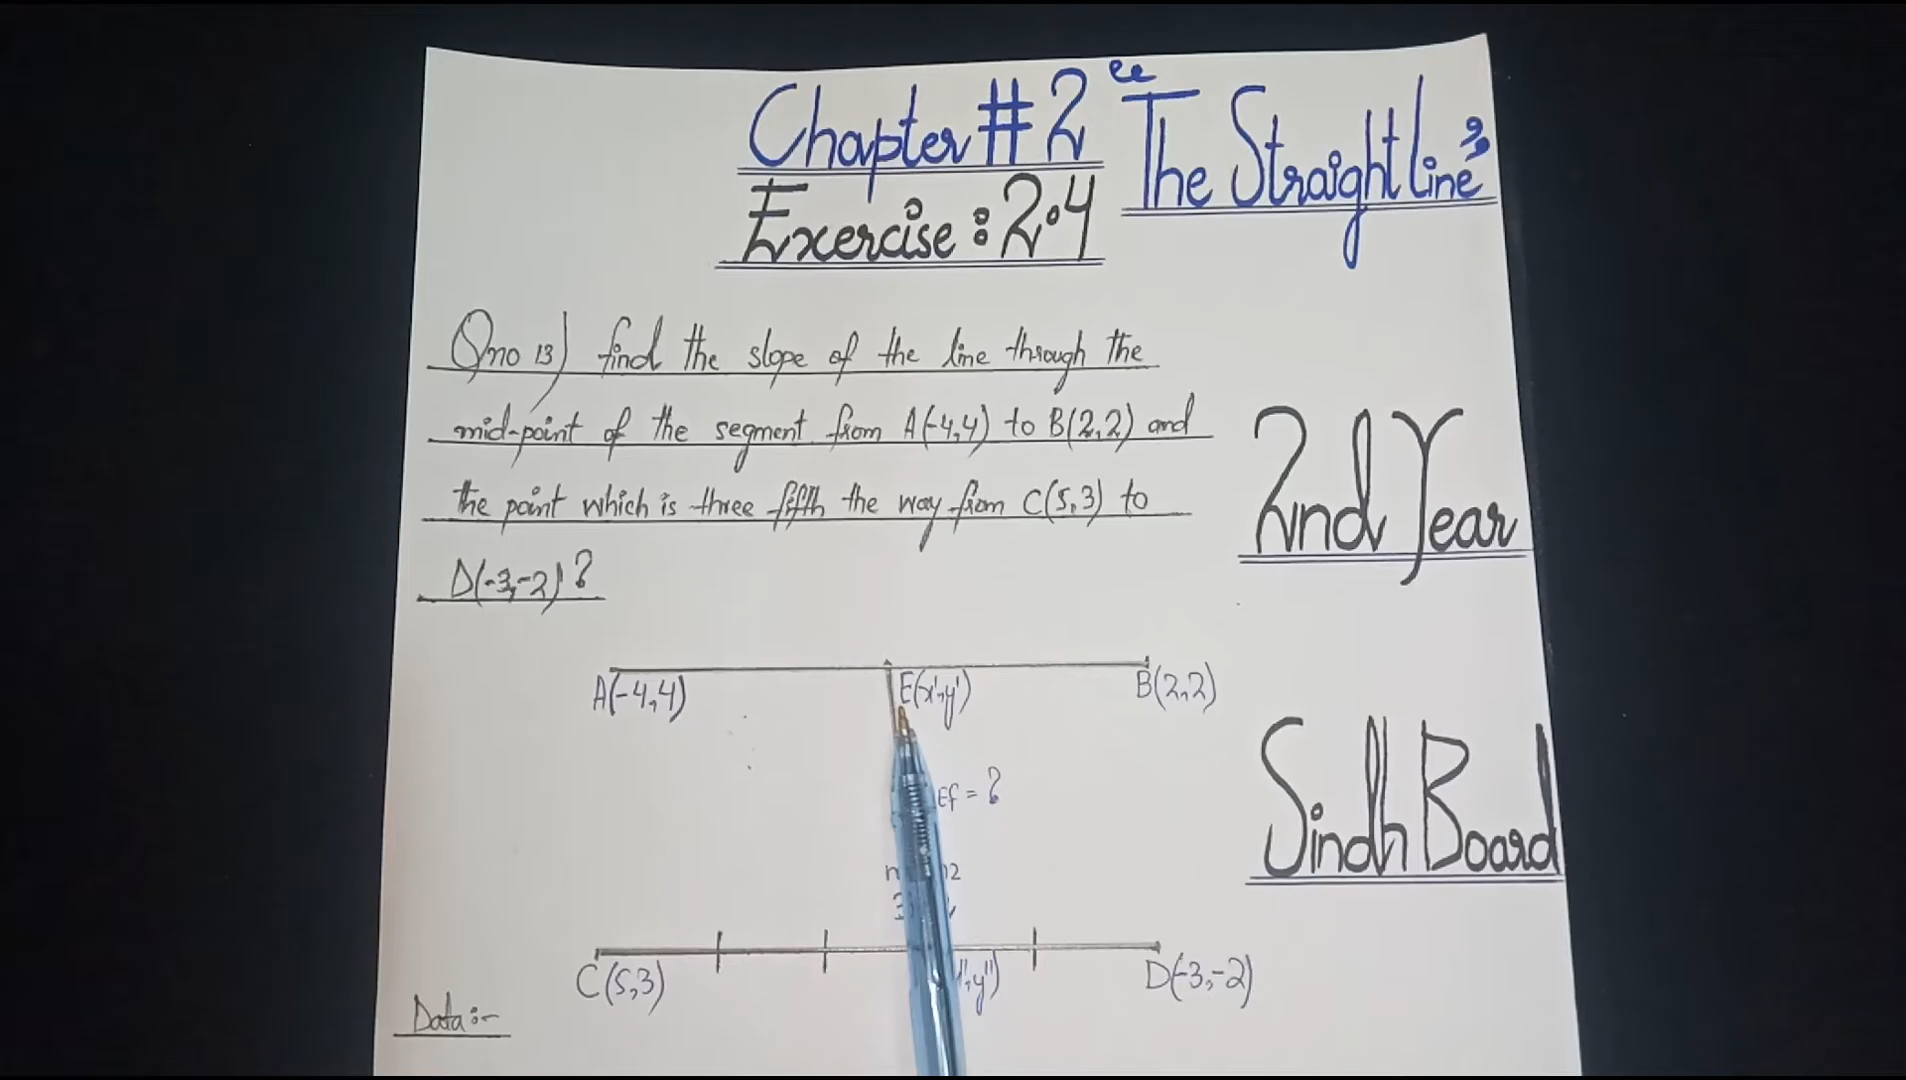 Chapter # 2 "The Straight Line"
Exercise: 2.4
Qno 13) find the slope of the line through the
mid-point of the segment from A(-4,4) to B(2,2) and
the point which is three fifth the way from C(5,3) to
D(-3,-2)?
2nd Year
Sindh Board
A(-4,4) E(x',y') B(2,2)
EF = ?
C(5,3) ,y'') D(-3,-2)
Data:-